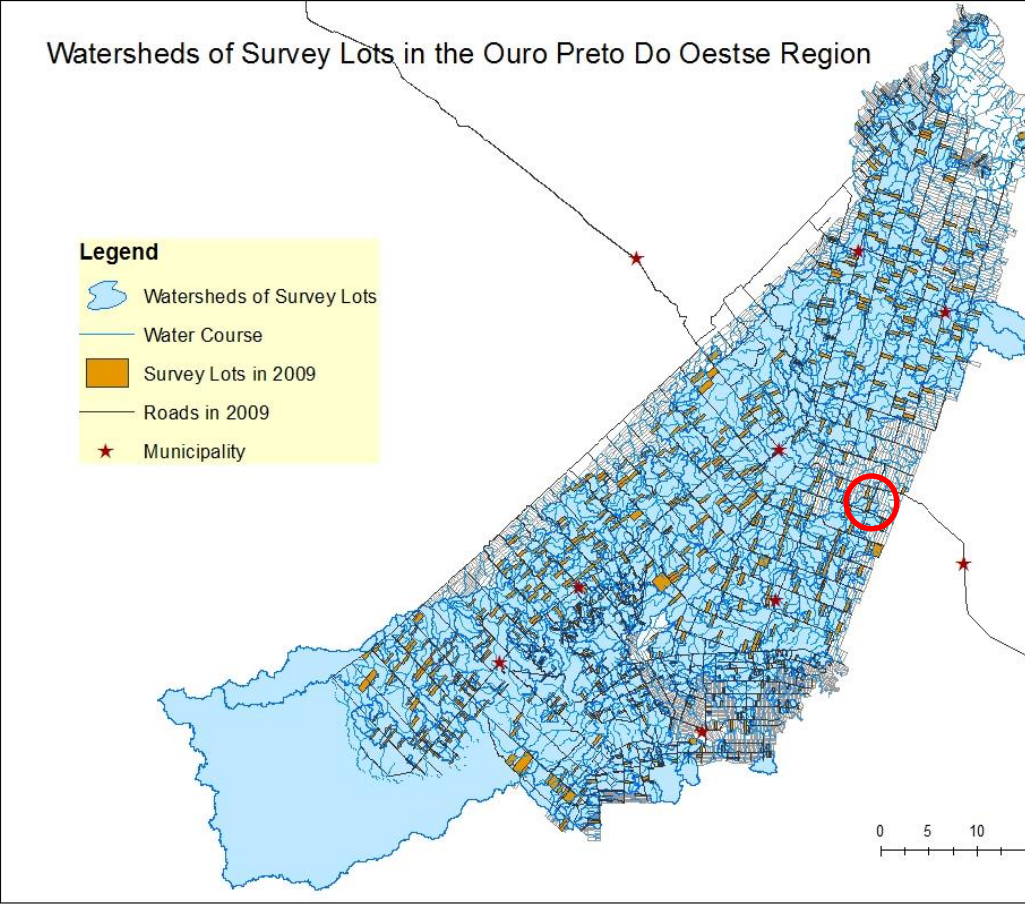 Watersheds of Survey Lots in the Ouro Preto Do Oestse Region
Legend
Watersheds of Survey Lots
Water Course
Survey Lots in 2009
Roads in 2009
Municipality
0 5 10